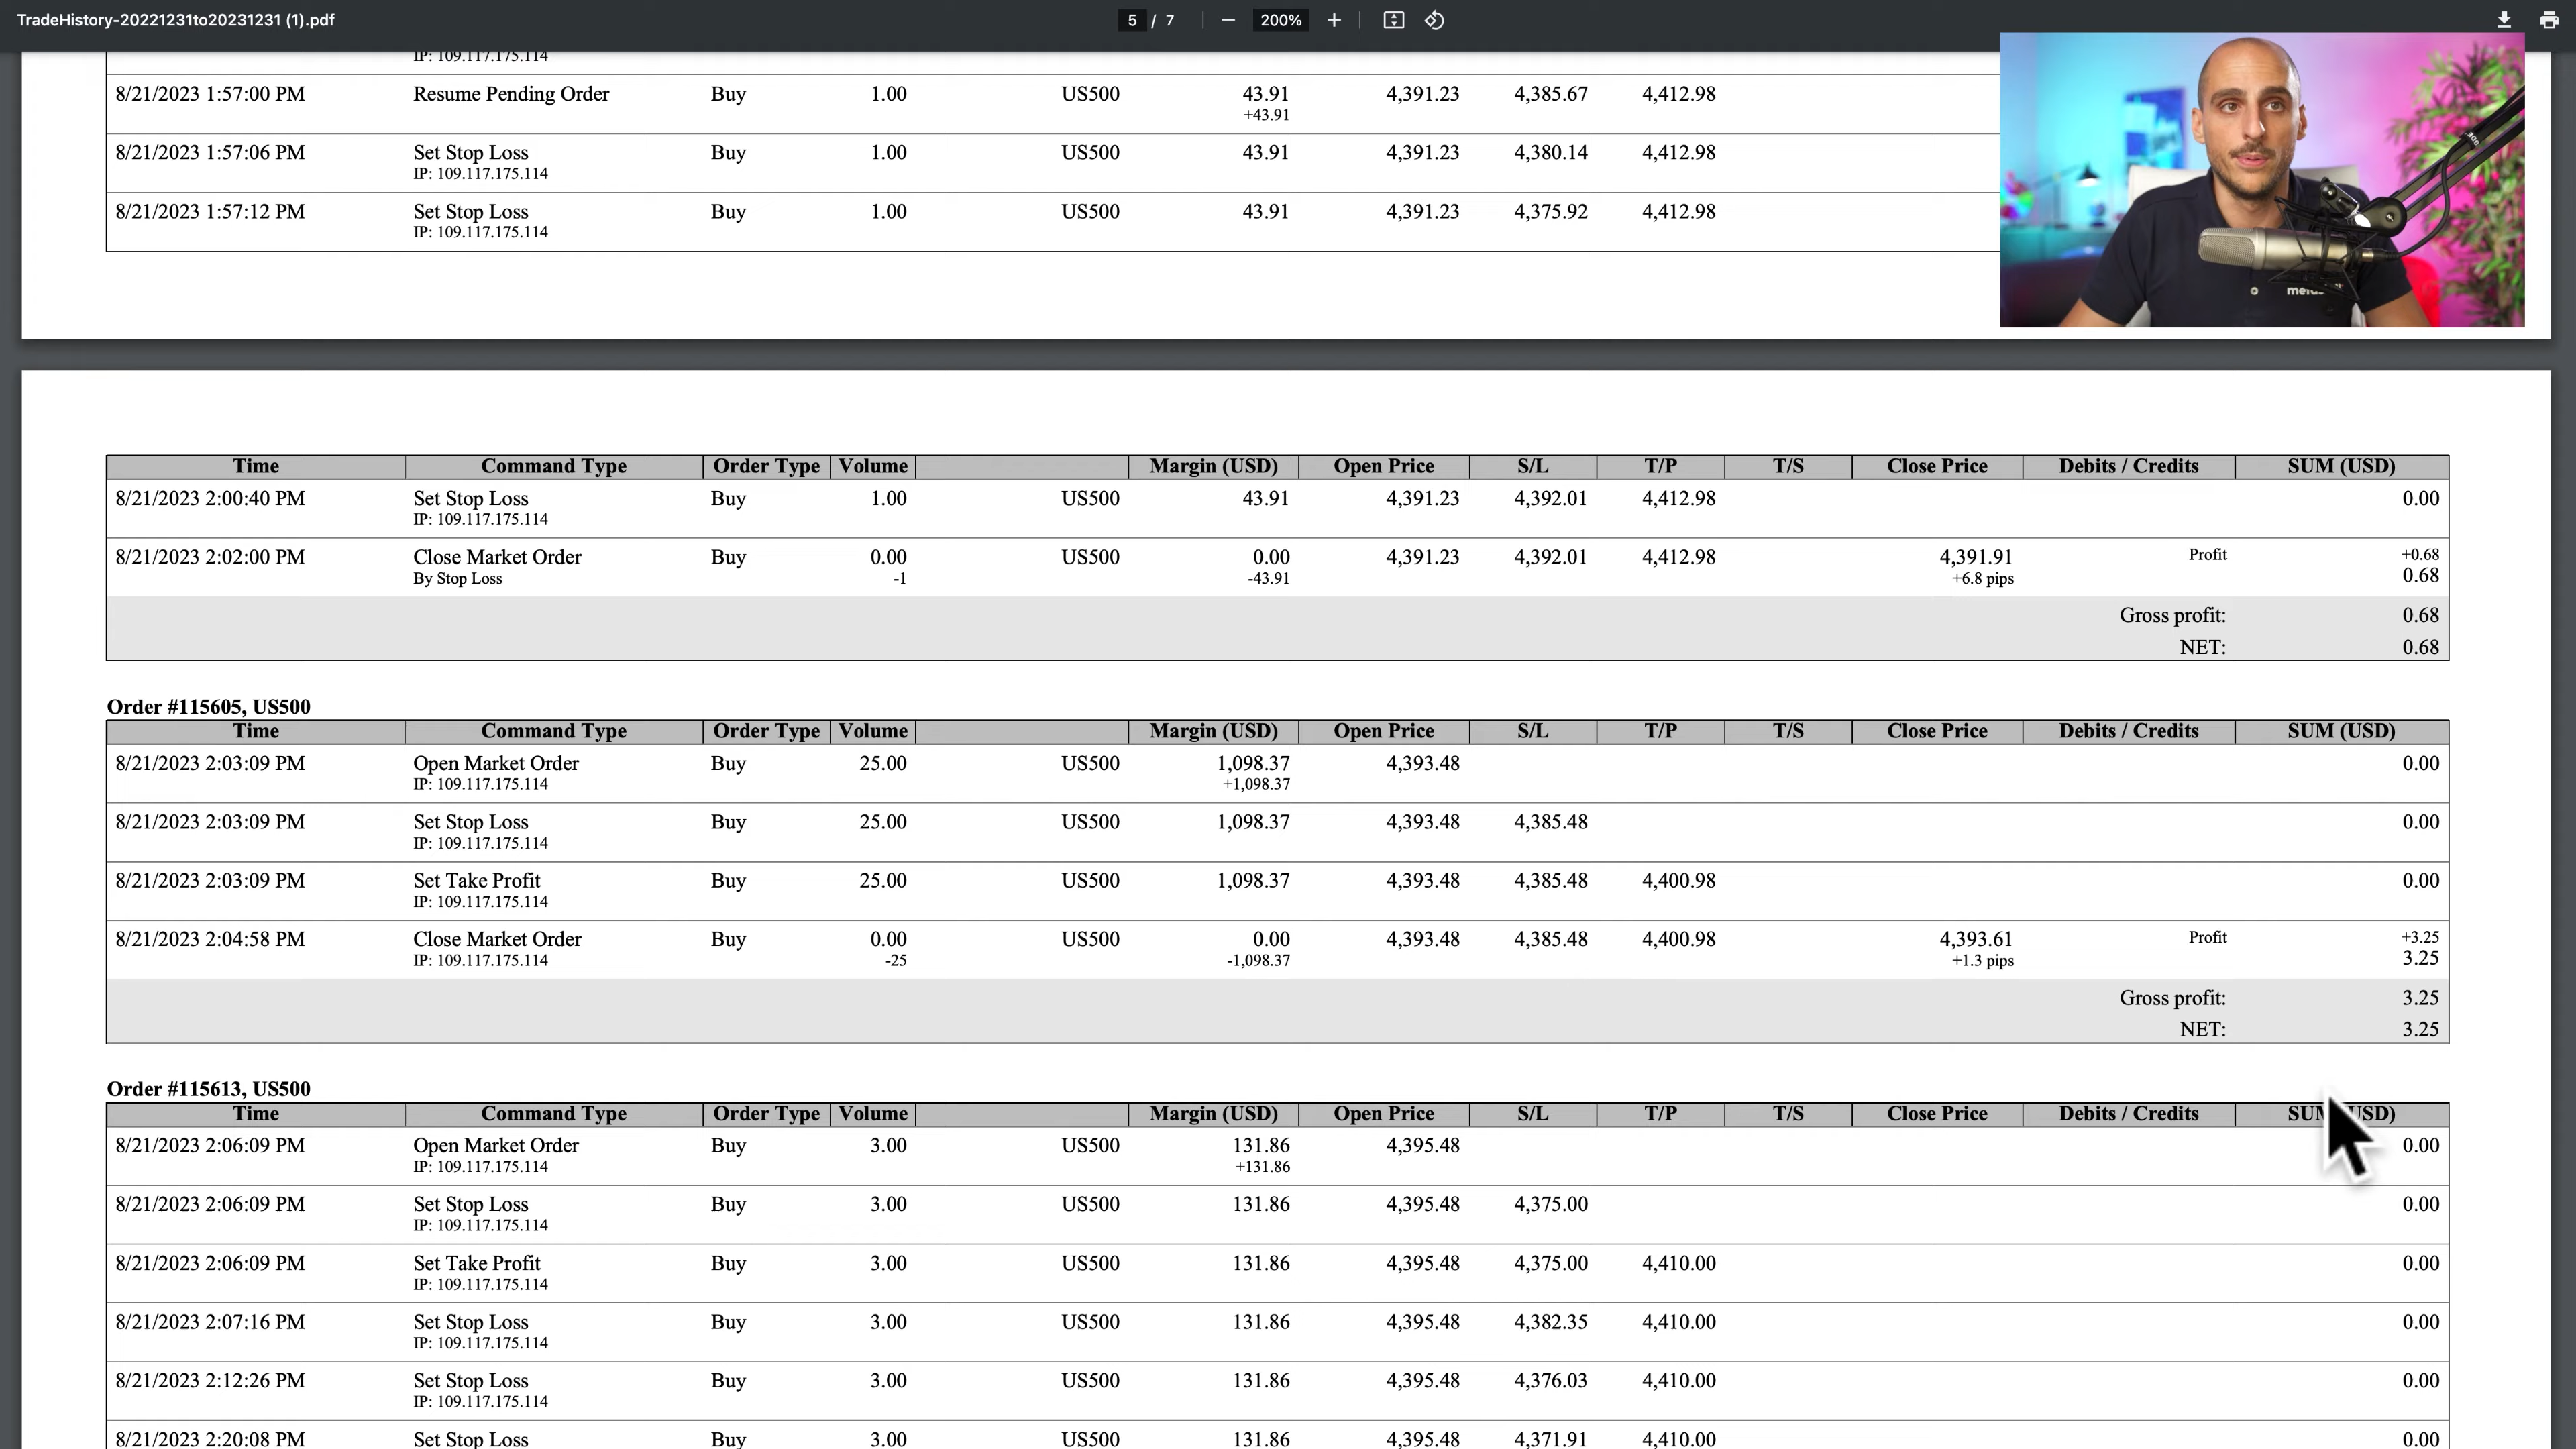 TradeHistory-20221231to20231231 (1).pdf 5 / 7 200%
IP: 109.117.175.114
8/21/2023 1:57:00 PM Resume Pending Order Buy 1.00 US500 43.91 4,391.23 4,385.67 4,412.98
+43.91
8/21/2023 1:57:06 PM Set Stop Loss Buy 1.00 US500 43.91 4,391.23 4,380.14 4,412.98
IP: 109.117.175.114
8/21/2023 1:57:12 PM Set Stop Loss Buy 1.00 US500 43.91 4,391.23 4,375.92 4,412.98
IP: 109.117.175.114
Time Command Type Order Type Volume Margin (USD) Open Price S/L T/P T/S Close Price Debits / Credits SUM (USD)
8/21/2023 2:00:40 PM Set Stop Loss Buy 1.00 US500 43.91 4,391.23 4,392.01 4,412.98 0.00
IP: 109.117.175.114
8/21/2023 2:02:00 PM Close Market Order Buy 0.00 US500 0.00 4,391.23 4,392.01 4,412.98 4,391.91 Profit +0.68
By Stop Loss -1 -43.91 +6.8 pips 0.68
Gross profit: 0.68
NET: 0.68
Order #115605, US500
Time Command Type Order Type Volume Margin (USD) Open Price S/L T/P T/S Close Price Debits / Credits SUM (USD)
8/21/2023 2:03:09 PM Open Market Order Buy 25.00 US500 1,098.37 4,393.48 0.00
IP: 109.117.175.114 +1,098.37
8/21/2023 2:03:09 PM Set Stop Loss Buy 25.00 US500 1,098.37 4,393.48 4,385.48 0.00
IP: 109.117.175.114
8/21/2023 2:03:09 PM Set Take Profit Buy 25.00 US500 1,098.37 4,393.48 4,385.48 4,400.98 0.00
IP: 109.117.175.114
8/21/2023 2:04:58 PM Close Market Order Buy 0.00 US500 0.00 4,393.48 4,385.48 4,400.98 4,393.61 Profit +3.25
IP: 109.117.175.114 -25 -1,098.37 +1.3 pips 3.25
Gross profit: 3.25
NET: 3.25
Order #115613, US500
Time Command Type Order Type Volume Margin (USD) Open Price S/L T/P T/S Close Price Debits / Credits
8/21/2023 2:06:09 PM Open Market Order Buy 3.00 US500 131.86 4,395.48 0.00
IP: 109.117.175.114 +131.86
8/21/2023 2:06:09 PM Set Stop Loss Buy 3.00 US500 131.86 4,395.48 4,375.00 0.00
IP: 109.117.175.114
8/21/2023 2:06:09 PM Set Take Profit Buy 3.00 US500 131.86 4,395.48 4,375.00 4,410.00 0.00
IP: 109.117.175.114
8/21/2023 2:07:16 PM Set Stop Loss Buy 3.00 US500 131.86 4,395.48 4,382.35 4,410.00 0.00
IP: 109.117.175.114
8/21/2023 2:12:26 PM Set Stop Loss Buy 3.00 US500 131.86 4,395.48 4,376.03 4,410.00 0.00
IP: 109.117.175.114
8/21/2023 2:20:08 PM Set Stop Loss Buy 3.00 US500 131.86 4,395.48 4,371.91 4,410.00 0.00